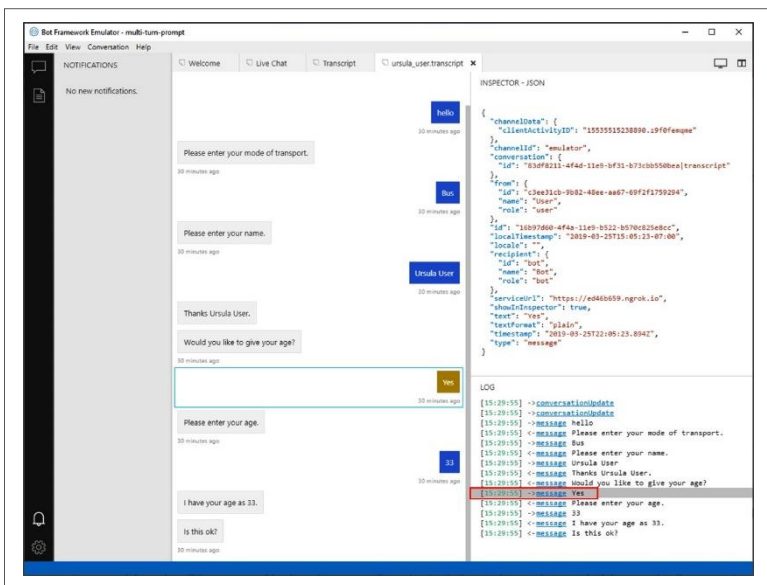 Bot Framework Emulator - multi-turn-prompt
File Edit View Conversation Help
NOTIFICATIONS
No new notifications.
Welcome
Live Chat
Transcript
ursula_user.transcript
hello
30 minutes ago
Please enter your mode of transport.
30 minutes ago
Bus
30 minutes ago
Please enter your name.
30 minutes ago
Ursula User
30 minutes ago
Thanks Ursula User.
Would you like to give your age?
30 minutes ago
Yes
30 minutes ago
Please enter your age.
30 minutes ago
33
30 minutes ago
I have your age as 33.
Is this ok?
30 minutes ago
INSPECTOR - JSON
{
"channelData": {
"clientActivityID": "15535515238890.i9f0femqme"
},
"channelId": "emulator",
"conversation": {
"id": "83df8211-4f4d-11e9-bf31-b73cbb550bea|transcript"
},
"from": {
"id": "c3ee31cb-9b82-48ee-aa67-69f2f1759294",
"name": "User",
"role": "user"
},
"id": "16b97d60-4f4a-11e9-b522-b570c825e8cc",
"localTimestamp": "2019-03-25T15:05:23-07:00",
"locale": "",
"recipient": {
"id": "bot",
"name": "Bot",
"role": "bot"
},
"serviceUrl": "https://ed46b659.ngrok.io",
"showInInspector": true,
"text": "Yes",
"textFormat": "plain",
"timestamp": "2019-03-25T22:05:23.894Z",
"type": "message"
}
LOG
[15:29:55] ->conversationUpdate
[15:29:55] ->conversationUpdate
[15:29:55] ->message hello
[15:29:55] <-message Please enter your mode of transport.
[15:29:55] ->message Bus
[15:29:55] <-message Please enter your name.
[15:29:55] ->message Ursula User
[15:29:55] <-message Thanks Ursula User.
[15:29:55] <-message Would you like to give your age?
[15:29:55] ->message Yes
[15:29:55] <-message Please enter your age.
[15:29:55] ->message 33
[15:29:55] <-message I have your age as 33.
[15:29:55] <-message Is this ok?